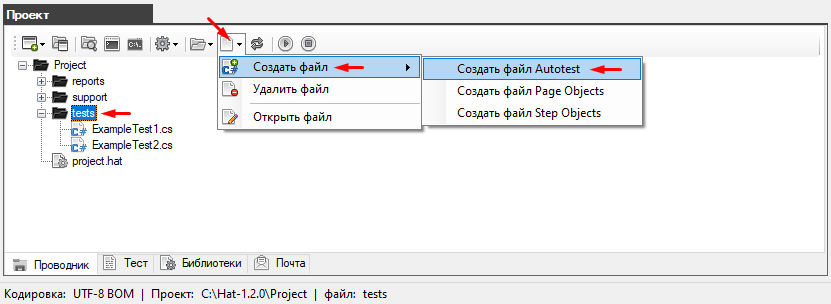 Проект
Project
reports
support
tests
ExampleTest1.cs
ExampleTest2.cs
project.hat
Создать файл
Удалить файл
Открыть файл
Создать файл Autotest
Создать файл Page Objects
Создать файл Step Objects
Проводник Тест Библиотеки Почта
Кодировка: UTF-8 BOM | Проект: C:\Hat-1.2.0\Project | файл: tests